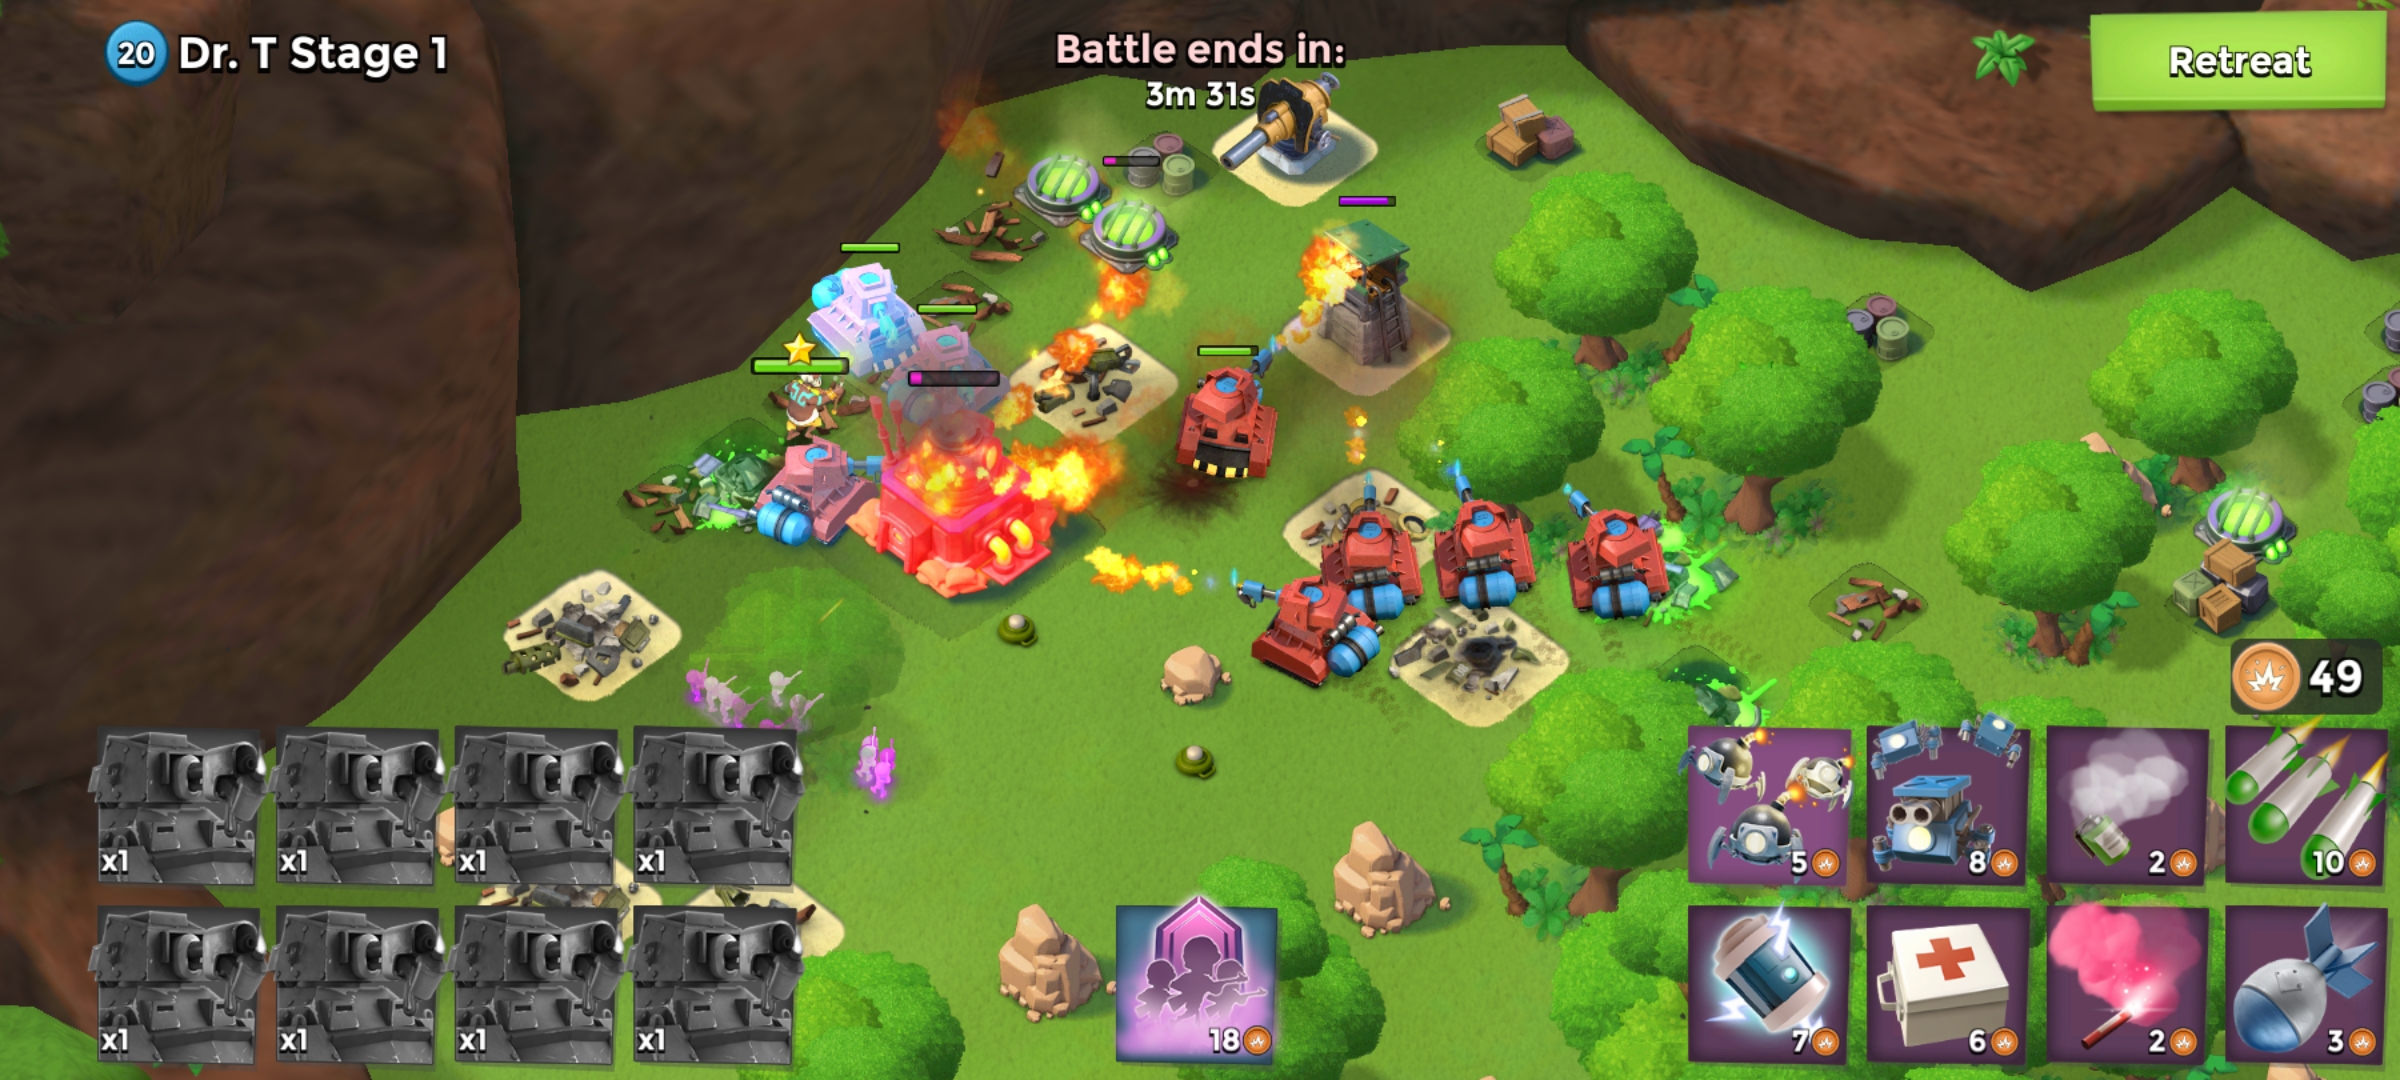 20 Dr. T Stage 1
Battle ends in:
3m 31s
Retreat
49
x1 x1 x1 x1
5 8 2 10
x1 x1 x1 x1
18
7 6 2 3